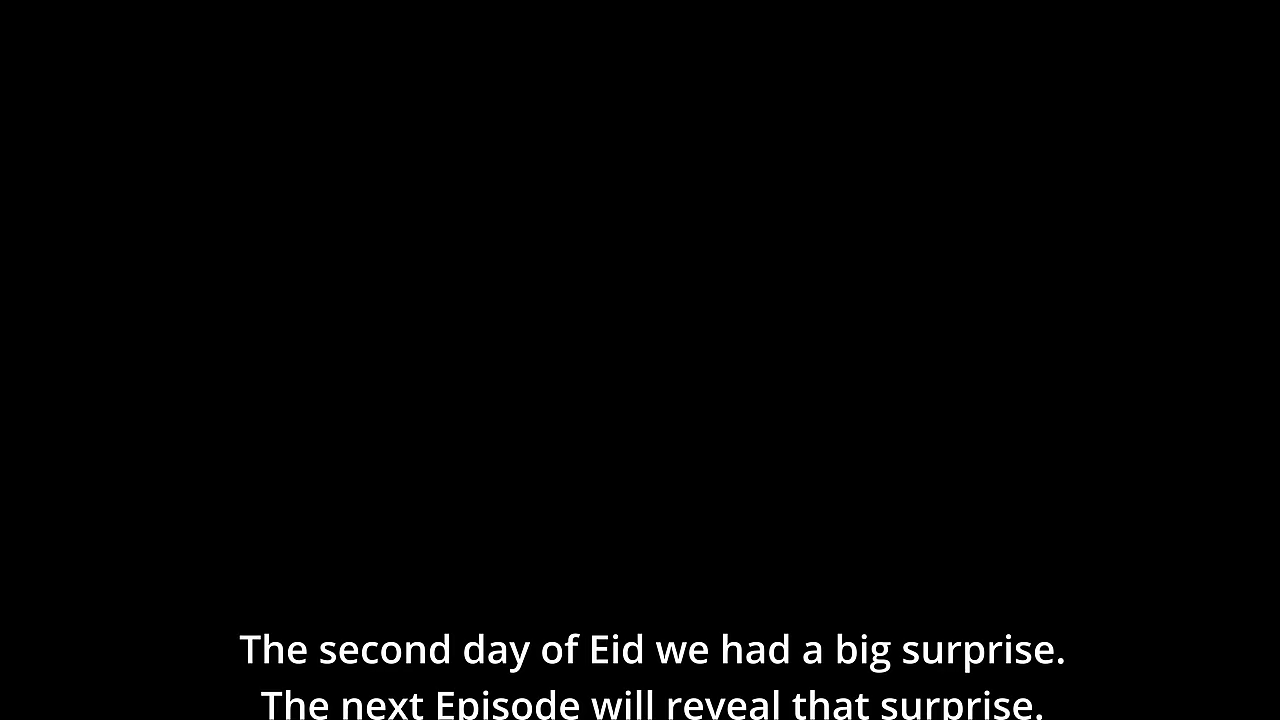 The second day of Eid we had a big surprise.
The next Episode will reveal that surprise.